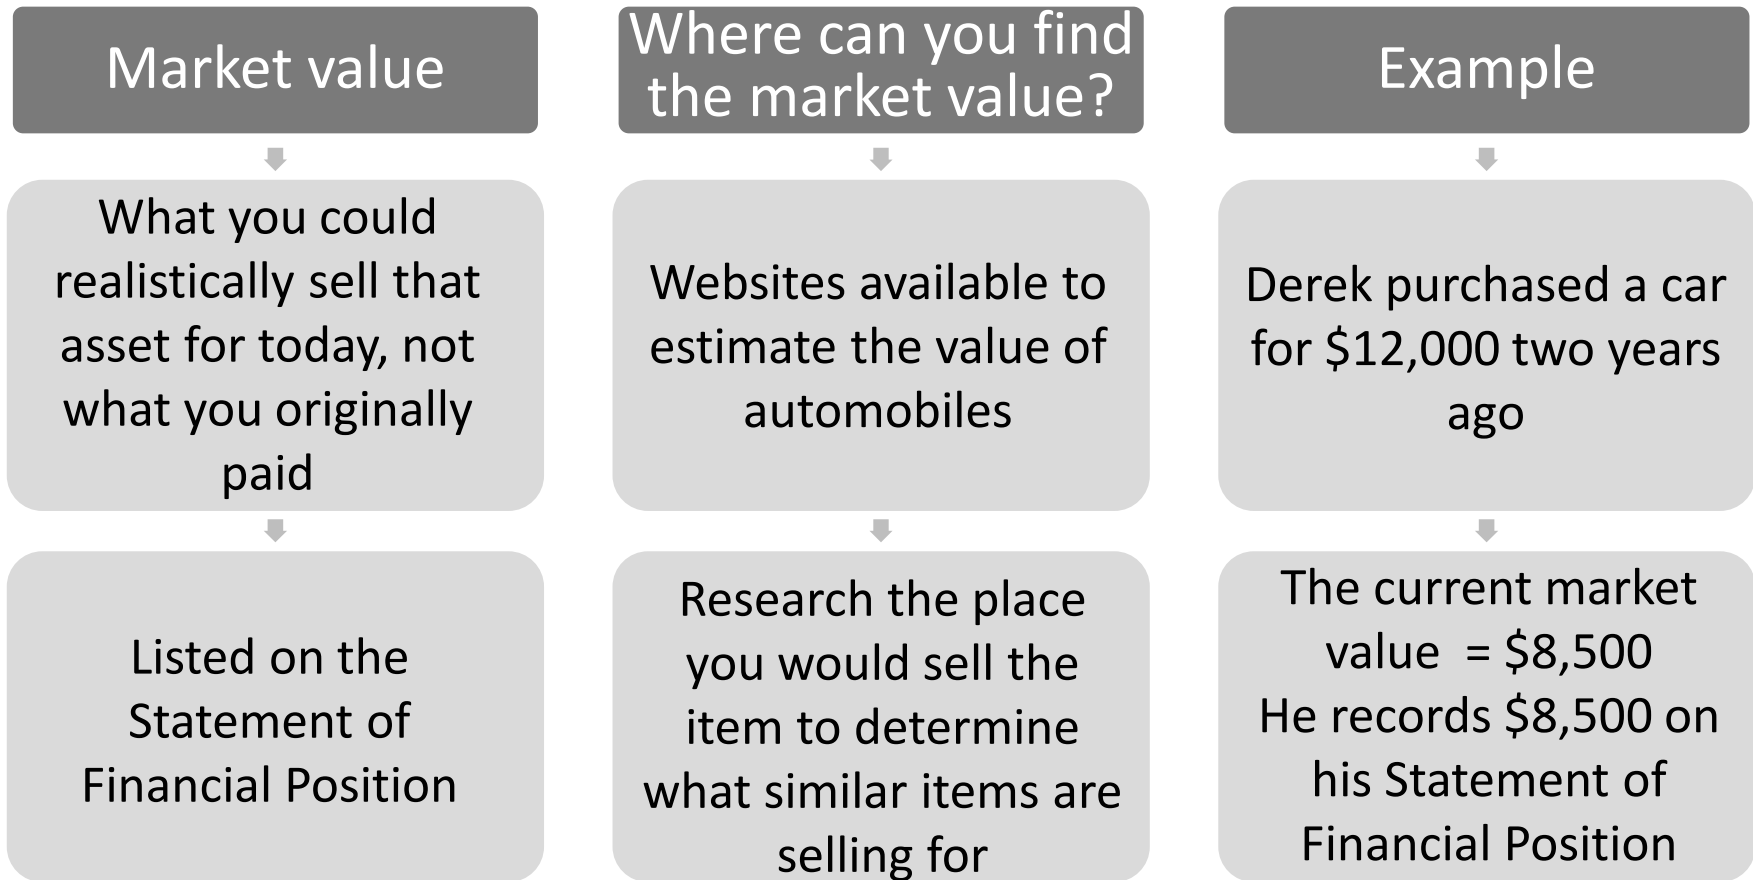 Market value
What you could
realistically sell that
asset for today, not
what you originally
paid
Listed on the
Statement of
Financial Position
Where can you find
the market value?
Websites available to
estimate the value of
automobiles
Research the place
you would sell the
item to determine
what similar items are
selling for
Example
Derek purchased a car
for $12,000 two years
ago
The current market
value  = $8,500
He records $8,500 on
his Statement of
Financial Position